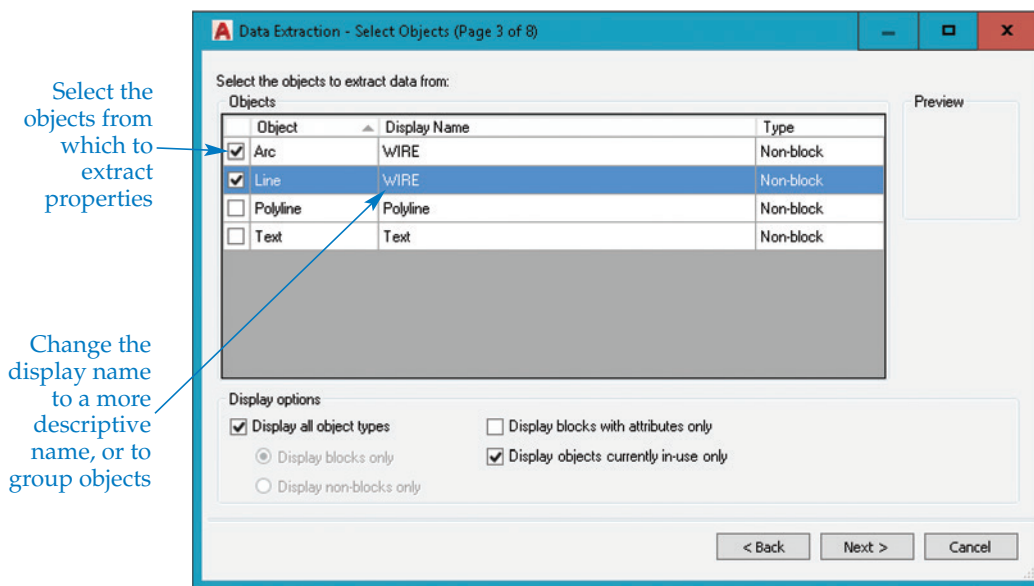 Data Extraction - Select Objects (Page 3 of 8)
Select the objects to extract data from:
Objects
Preview
Object Display Name Type
Arc WIRE Non-block
Line WIRE Non-block
Polyline Polyline Non-block
Text Text Non-block
Select the
objects from
which to
extract
properties
Change the
display name
to a more
descriptive
name, or to
group objects
Display options
Display all object types
Display blocks only
Display non-blocks only
Display blocks with attributes only
Display objects currently in-use only
< Back Next > Cancel